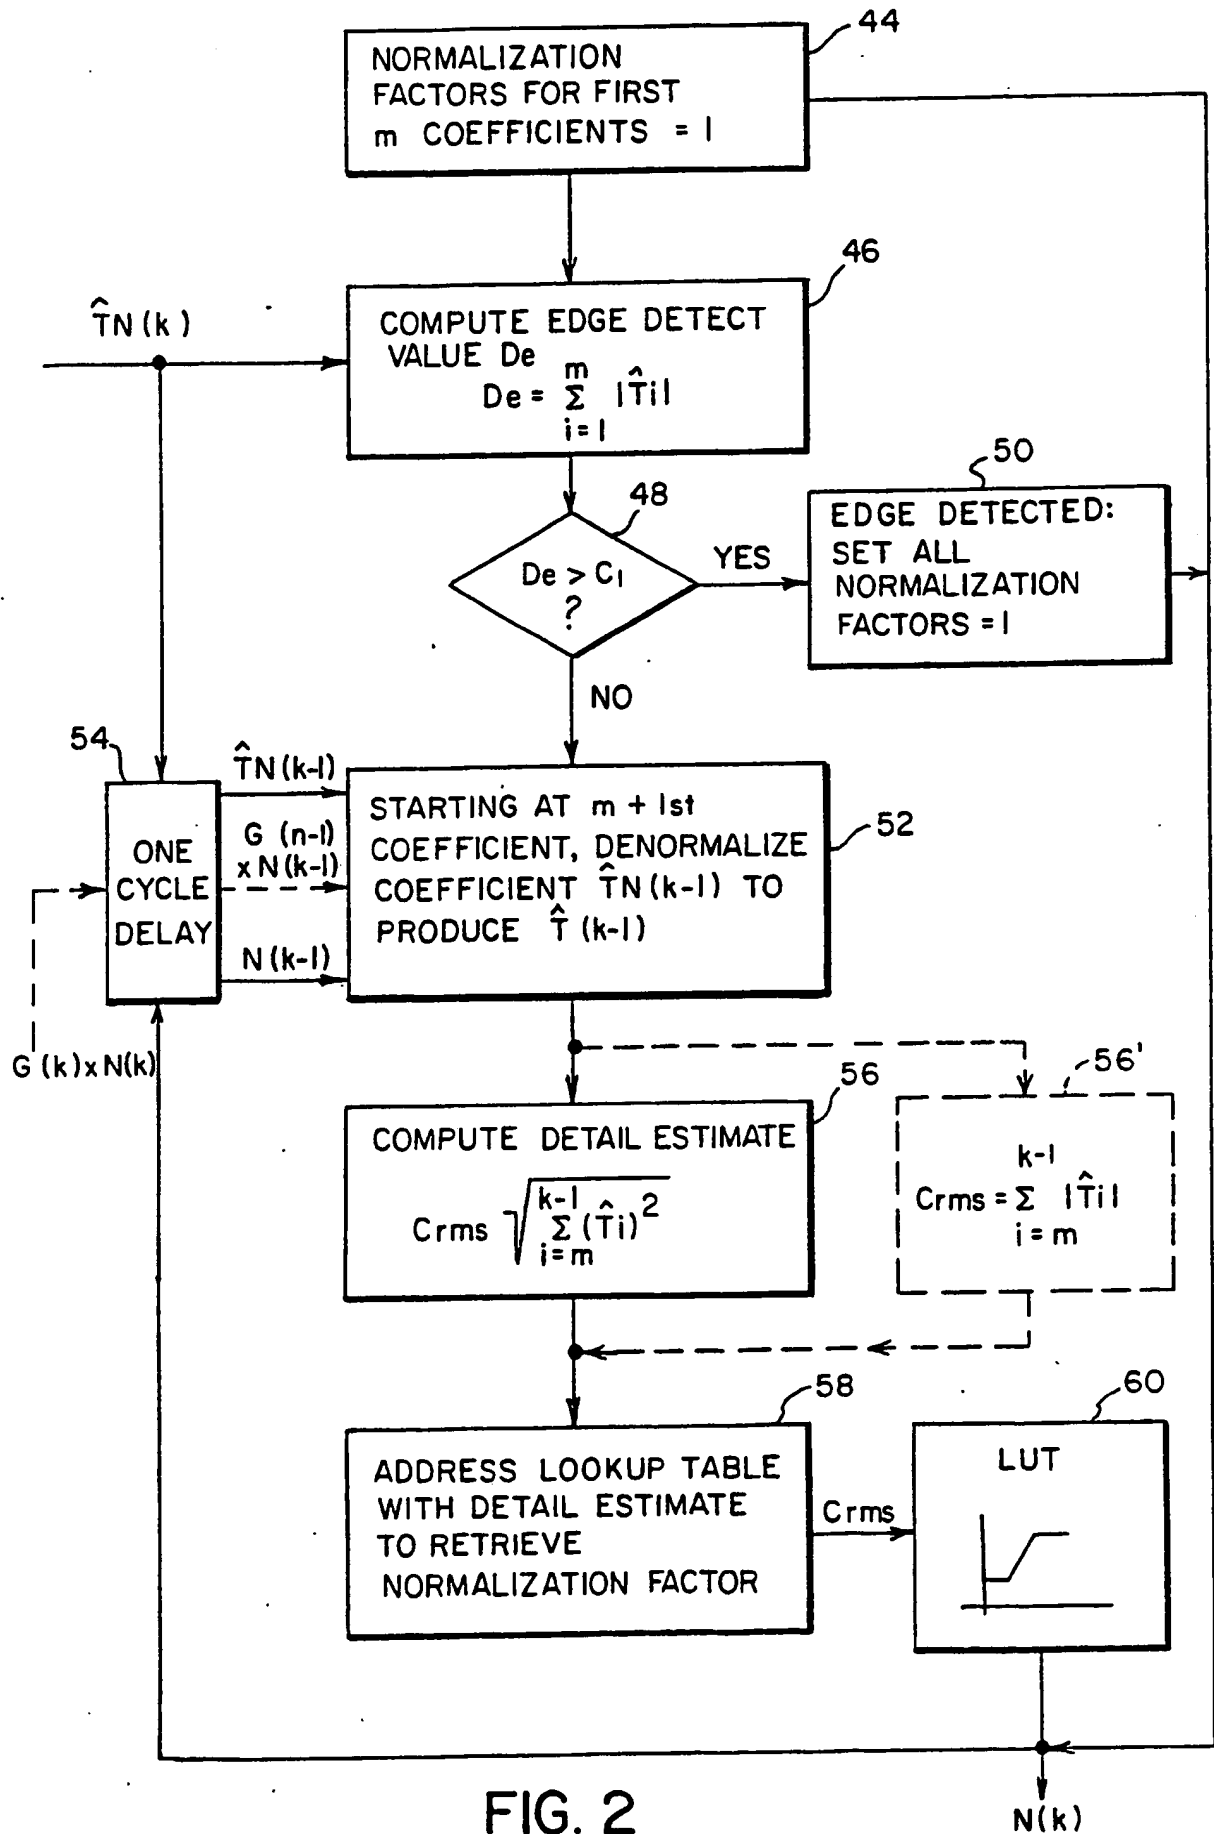 44
NORMALIZATION
FACTORS FOR FIRST
m COEFFICIENTS = 1
46
T̂N(k)
COMPUTE EDGE DETECT
VALUE De
De = m Σ i=1 |T̂i|
50
48
EDGE DETECTED:
SET ALL
NORMALIZATION
FACTORS = 1
De > C1
?
YES
NO
54
T̂N(k-1)
G (n-1)
x N(k-1)
N(k-1)
ONE
CYCLE
DELAY
52
STARTING AT m + 1st
COEFFICIENT, DENORMALIZE
COEFFICIENT T̂N(k-1) TO
PRODUCE T̂ (k-1)
G (k) x N(k)
56
56'
COMPUTE DETAIL ESTIMATE
Crms √ k-1 Σ i=m (T̂i)2
Crms = k-1 Σ i=m |T̂i|
58
60
ADDRESS LOOKUP TABLE
WITH DETAIL ESTIMATE
TO RETRIEVE
NORMALIZATION FACTOR
Crms
LUT
N(k)
FIG. 2